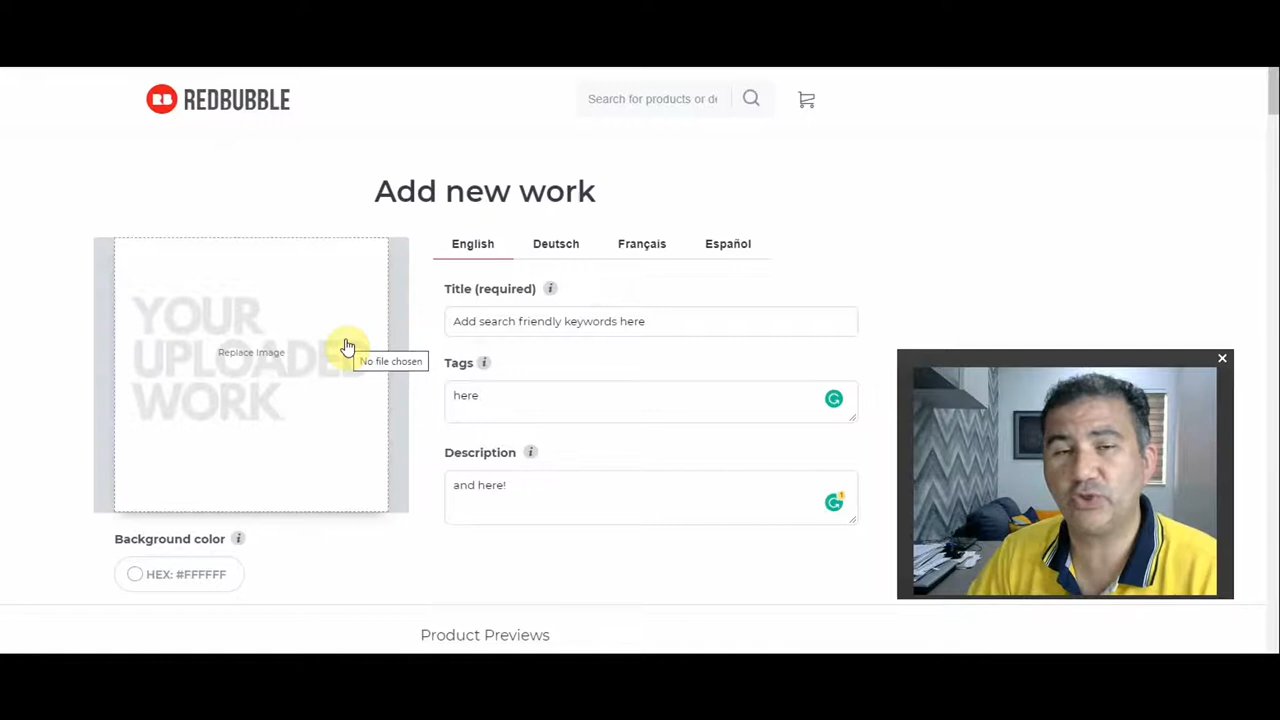 RB REDBUBBLE
Search for products or de
Add new work
English Deutsch Français Español
YOUR
UPLOADED
WORK
Replace Image
No file chosen
Title (required) i
Add search friendly keywords here
Tags i
here
Description i
and here!
Background color i
HEX: #FFFFFF
Product Previews